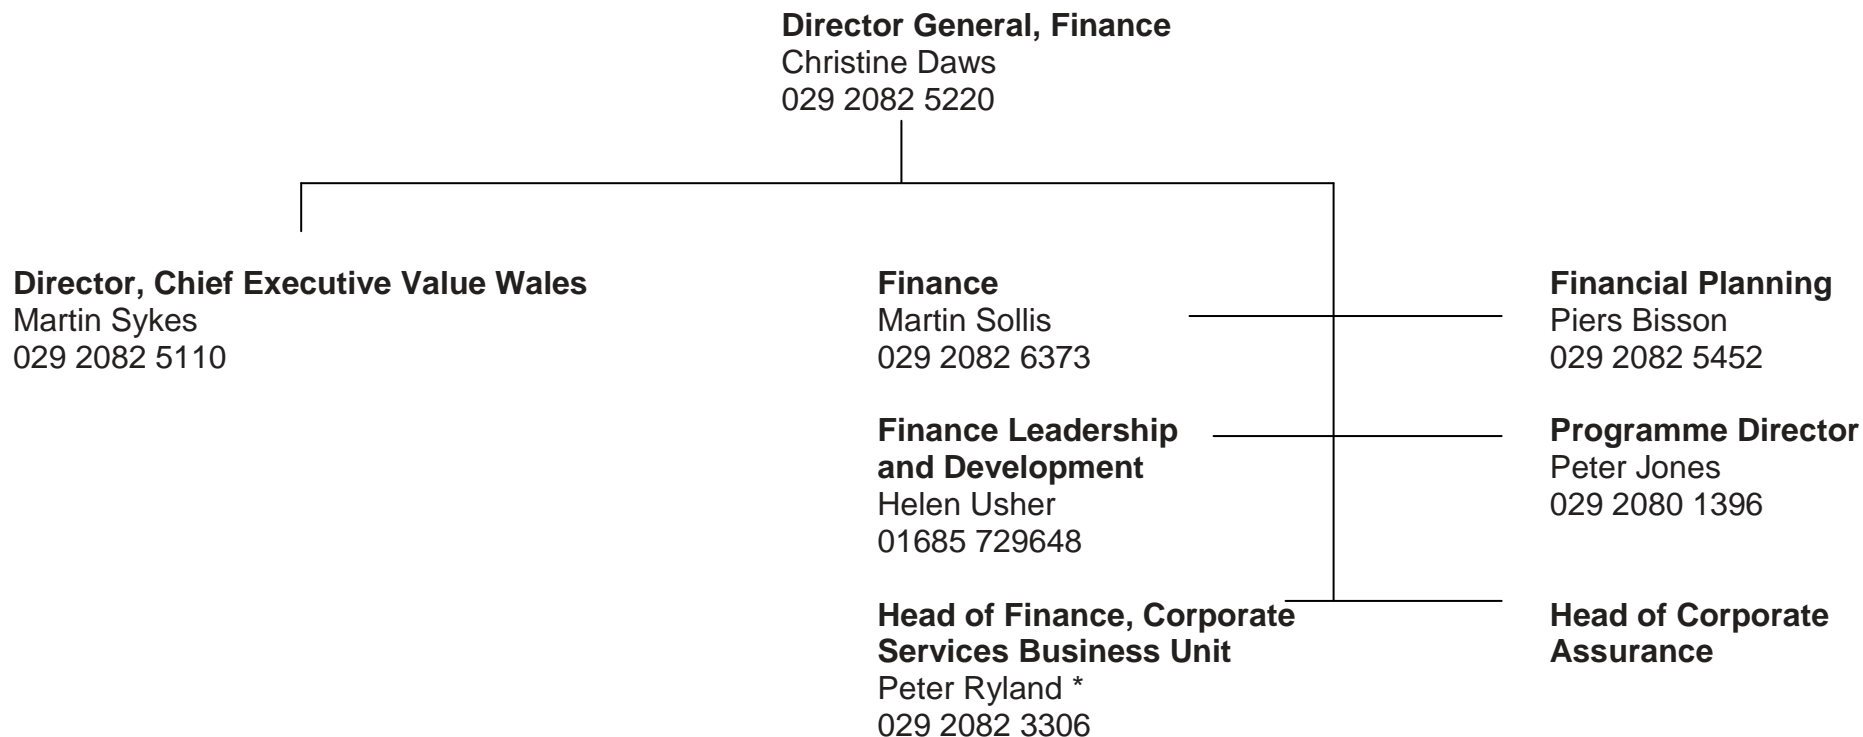 Director General, Finance
Christine Daws
029 2082 5220
Director, Chief Executive Value Wales
Martin Sykes
029 2082 5110
Finance
Martin Sollis
029 2082 6373
Financial Planning
Piers Bisson
029 2082 5452
Finance Leadership
and Development
Helen Usher
01685 729648
Programme Director
Peter Jones
029 2080 1396
Head of Finance, Corporate
Services Business Unit
Peter Ryland *
029 2082 3306
Head of Corporate
Assurance